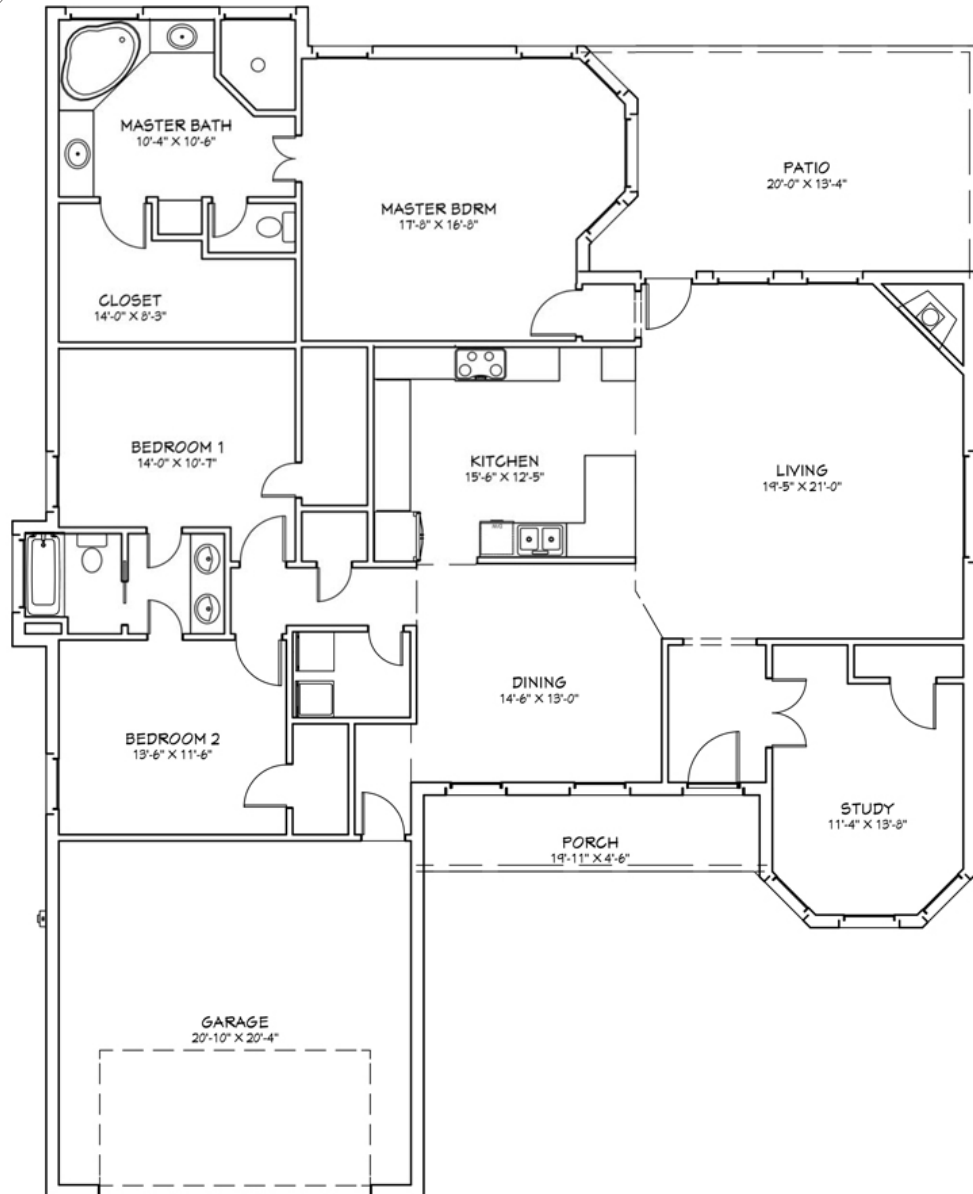 MASTER BATH
10'-4" X 10'-6"
MASTER BDRM
17'-8" X 16'-8"
PATIO
20'-0" X 13'-4"
CLOSET
14'-0" X 8'-3"
BEDROOM 1
14'-0" X 10'-7"
KITCHEN
15'-6" X 12'-5"
LIVING
19'-5" X 21'-0"
DINING
14'-6" X 13'-0"
BEDROOM 2
13'-6" X 11'-6"
STUDY
11'-4" X 13'-8"
PORCH
19'-11" X 4'-6"
GARAGE
20'-10" X 20'-4"